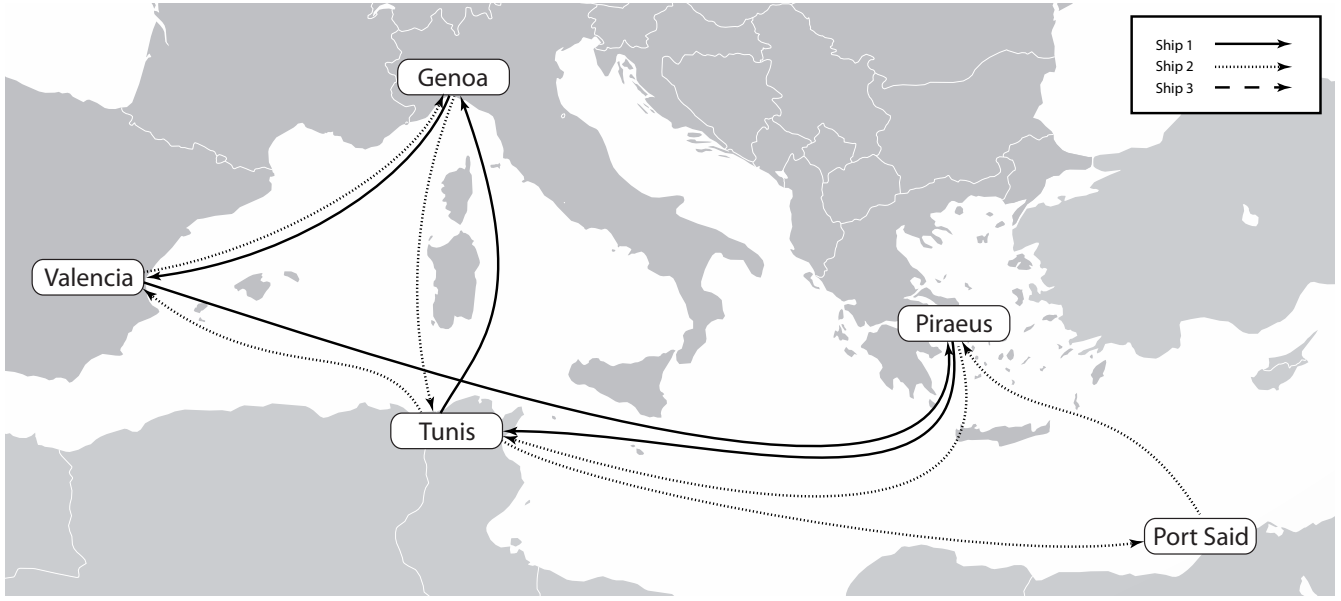 Ship 1
Ship 2
Ship 3
Genoa
Valencia
Piraeus
Tunis
Port Said